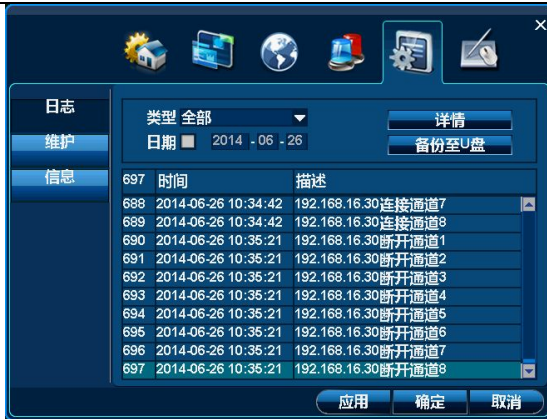 ×
日志
维护
信息
类型 全部
详情
日期 2014 - 06 - 26
备份至U盘
697 时间 描述
688 2014-06-26 10:34:42 192.168.16.30连接通道7
689 2014-06-26 10:34:42 192.168.16.30连接通道8
690 2014-06-26 10:35:21 192.168.16.30断开通道1
691 2014-06-26 10:35:21 192.168.16.30断开通道2
692 2014-06-26 10:35:21 192.168.16.30断开通道3
693 2014-06-26 10:35:21 192.168.16.30断开通道4
694 2014-06-26 10:35:21 192.168.16.30断开通道5
695 2014-06-26 10:35:21 192.168.16.30断开通道6
696 2014-06-26 10:35:21 192.168.16.30断开通道7
697 2014-06-26 10:35:21 192.168.16.30断开通道8
应用 确定 取消